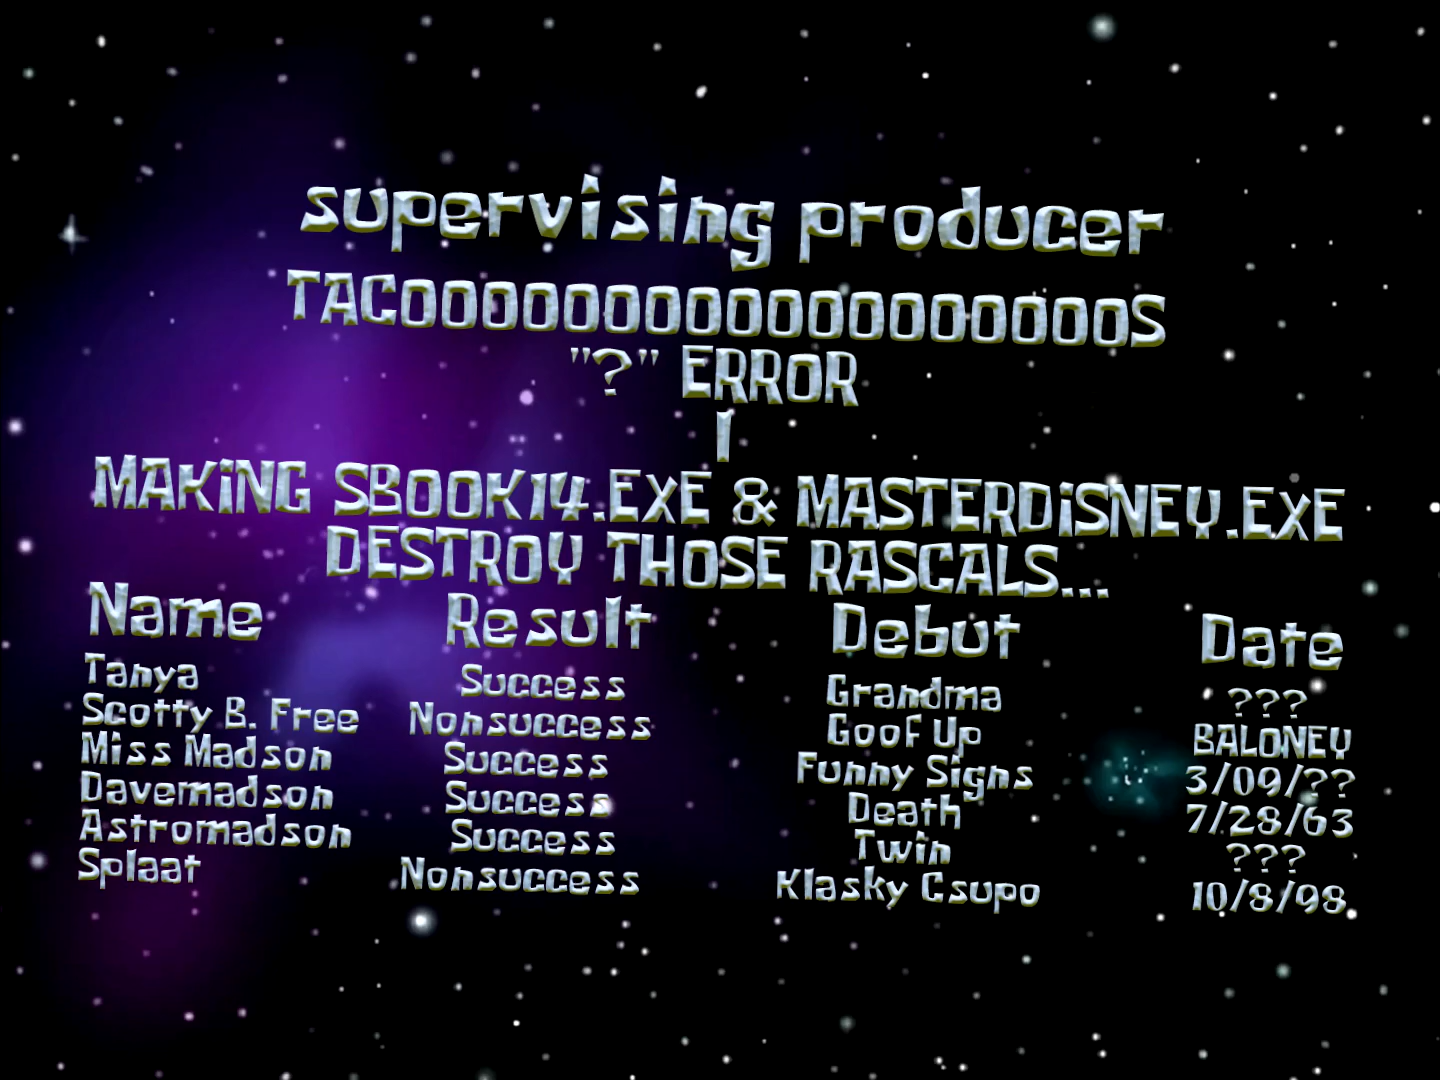 supervising producer
TACOOOOOOOOOOOOOOOOOOS
"?" ERROR
I
MAKiNG SBOOK14.EXE & MASTERDiSNEY.EXE
DESTROY THOSE RASCALS...
Name Result Debut Date
Tanya Success Grandma ???
Scotty B. Free Nonsuccess Goof Up BALONEY
Miss Madson Success Funny Signs 3/09/??
Davemadson Success Death 7/28/63
Astromadson Success Twin ???
Splaat Nonsuccess Klasky Csupo 10/8/98